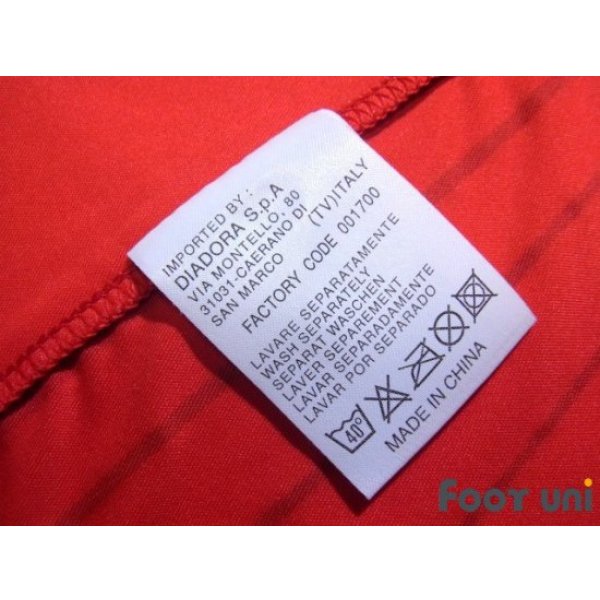 IMPORTED BY :
DIADORA S.p.A
VIA MONTELLO, 80
31031-CAERANO DI
SAN MARCO (TV)ITALY
FACTORY CODE 001700
LAVARE SEPARATAMENTE
WASH SEPARATELY
SEPARAT WASCHEN
LAVER SEPAREMENT
LAVAR SEPARADAMENTE
LAVAR POR SEPARADO
40°
MADE IN CHINA
FOOT UNI